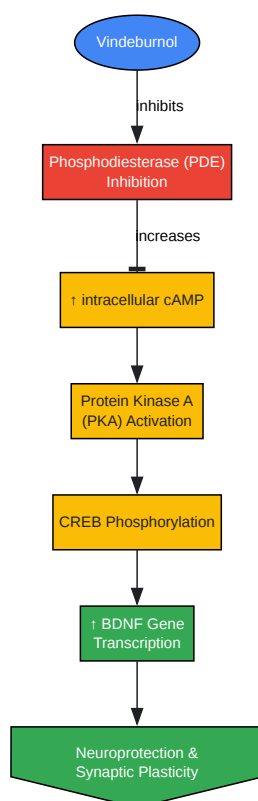 Vindeburnol
inhibits
Phosphodiesterase (PDE)
Inhibition
increases
↑ intracellular cAMP
Protein Kinase A
(PKA) Activation
CREB Phosphorylation
↑ BDNF Gene
Transcription
Neuroprotection &
Synaptic Plasticity